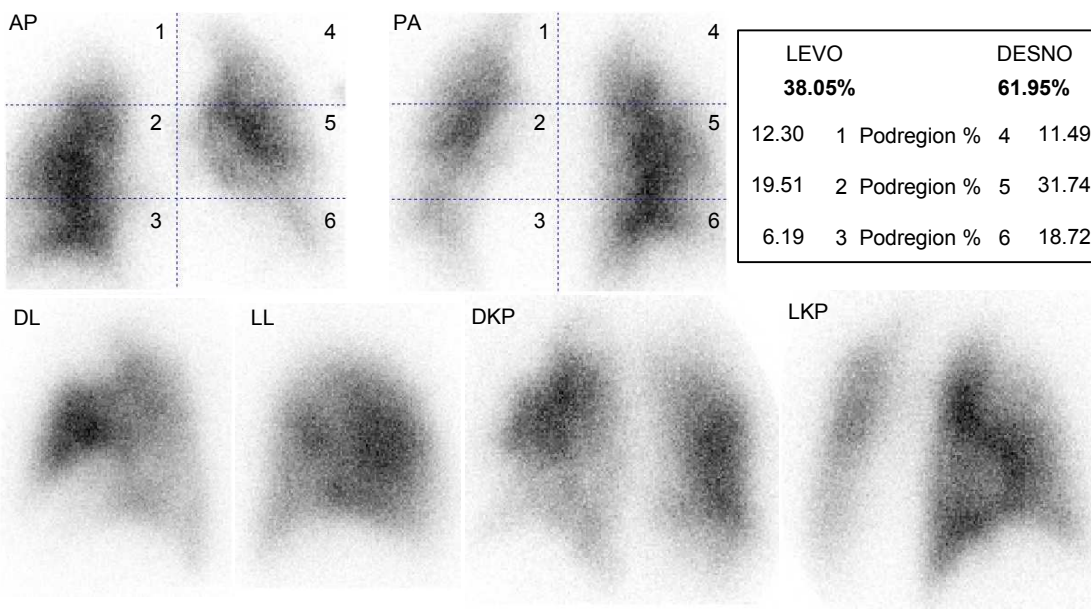 AP
1
4
2
5
3
6
PA
1
4
2
5
3
6
LEVO DESNO
38.05% 61.95%
12.30 1 Podregion % 4 11.49
19.51 2 Podregion % 5 31.74
6.19 3 Podregion % 6 18.72
DL
LL
DKP
LKP